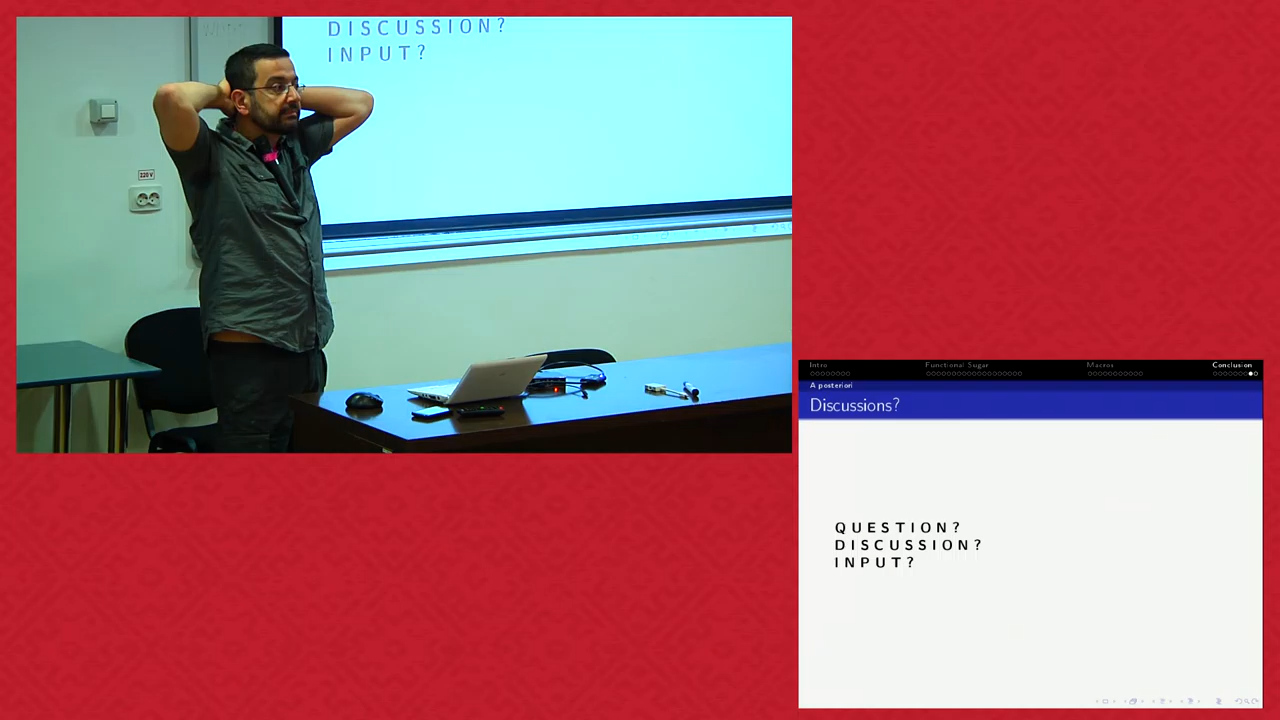 DISCUSSION?
INPUT?
220V
Intro
Functional Sugar
Macros
Conclusion
A posteriori
Discussions?
QUESTION?
DISCUSSION?
INPUT?